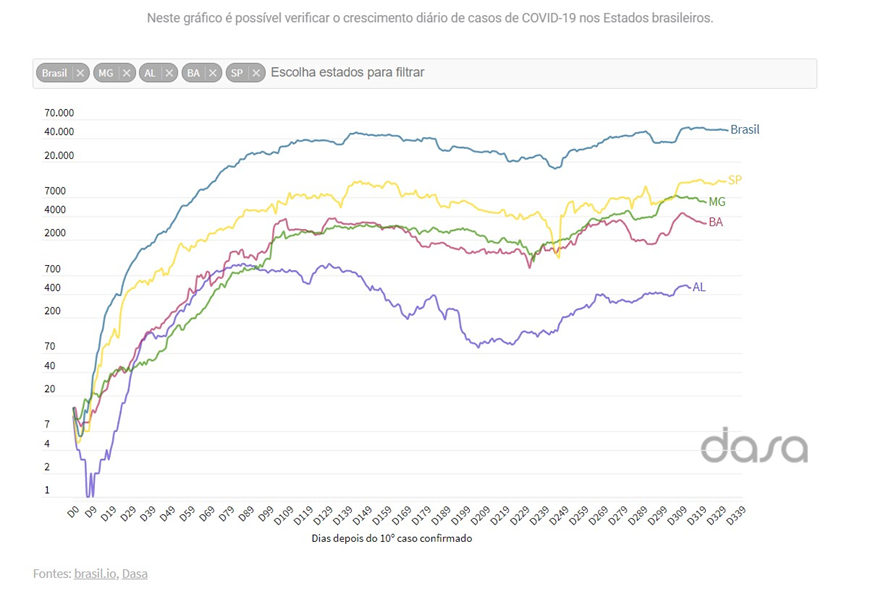 Neste gráfico é possível verificar o crescimento diário de casos de COVID-19 nos Estados brasileiros.
Brasil × MG × AL × BA × SP × Escolha estados para filtrar
70.000
40.000
20.000
7000
4000
2000
700
400
200
70
40
20
7
4
2
1
Brasil
SP
MG
BA
AL
dasa
D0 D9 D19 D29 D39 D49 D59 D69 D79 D89 D99 D109 D119 D129 D139 D149 D159 D169 D179 D189 D199 D209 D219 D229 D239 D249 D259 D269 D279 D289 D299 D309 D319 D329 D339
Dias depois do 10º caso confirmado
Fontes: brasil.io, Dasa